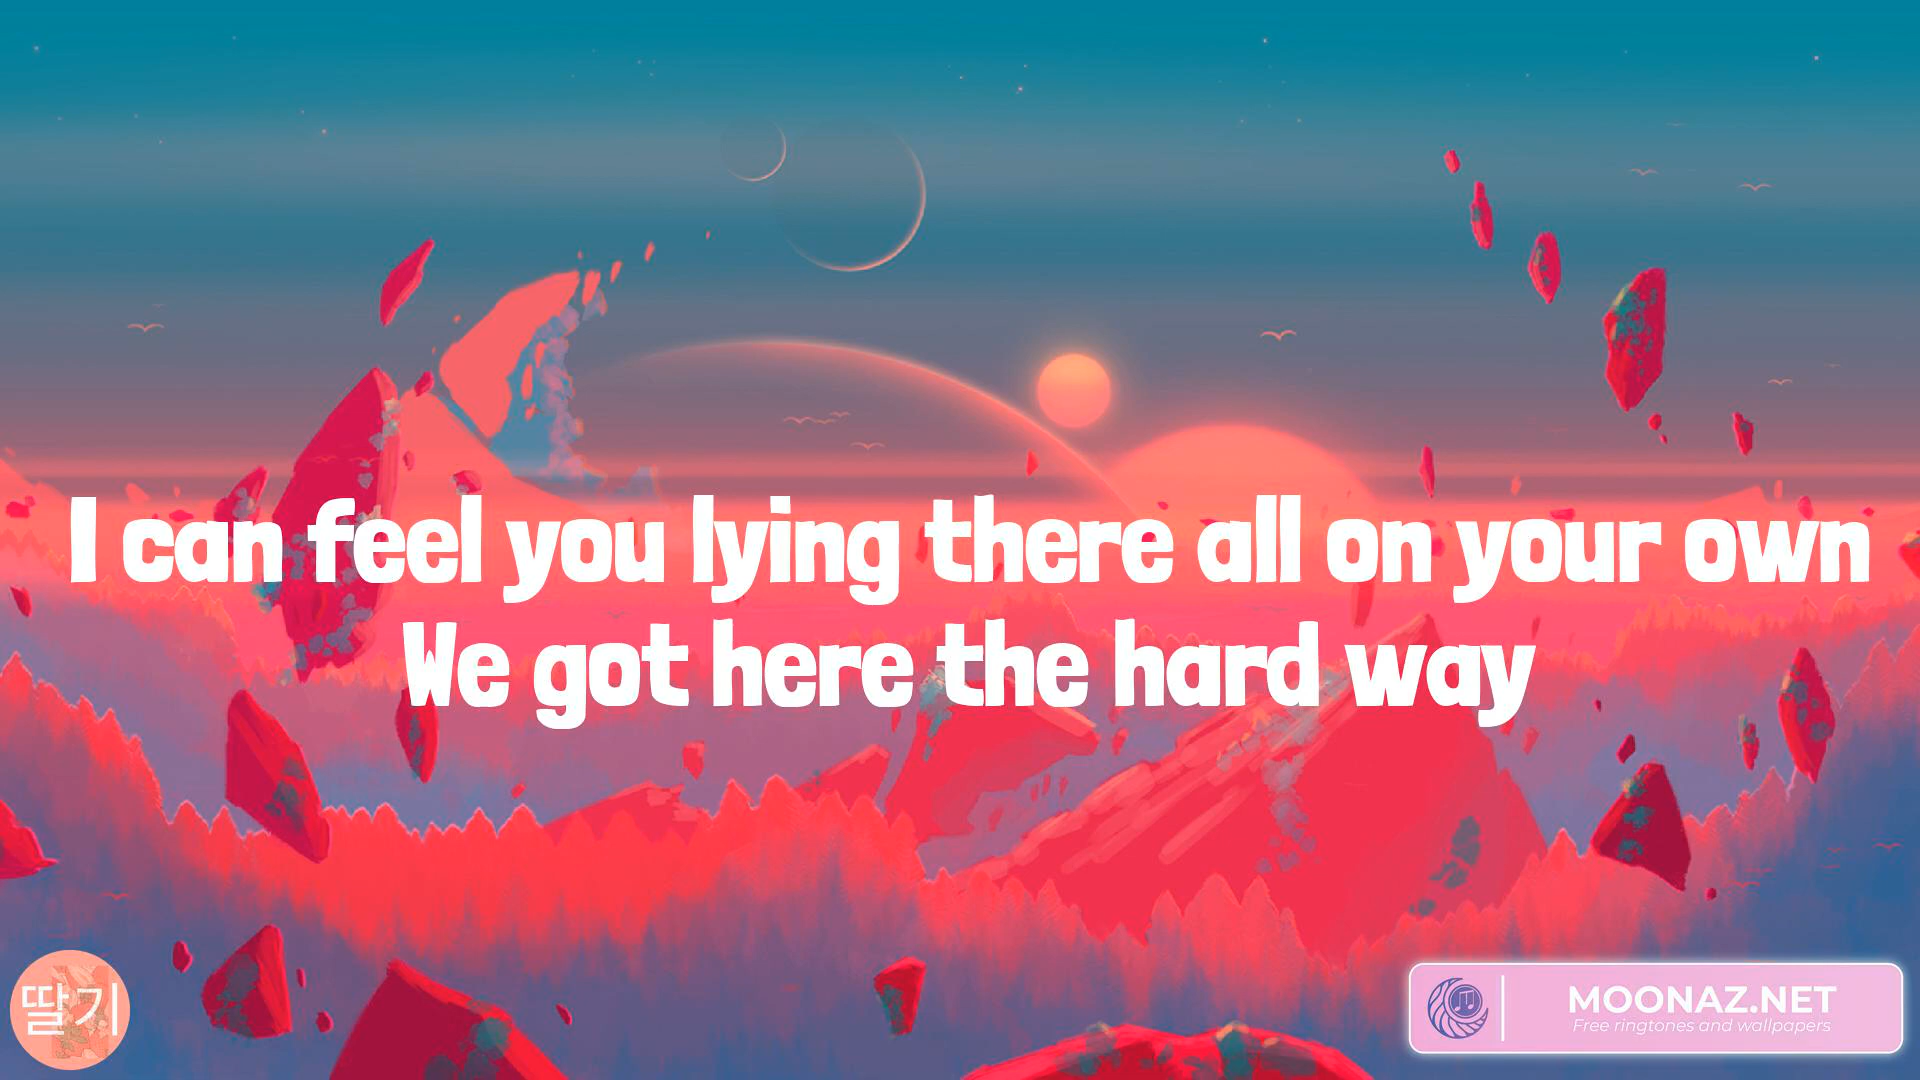 I can feel you lying there all on your own
We got here the hard way
딸기
MOONAZ.NET
Free ringtones and wallpapers